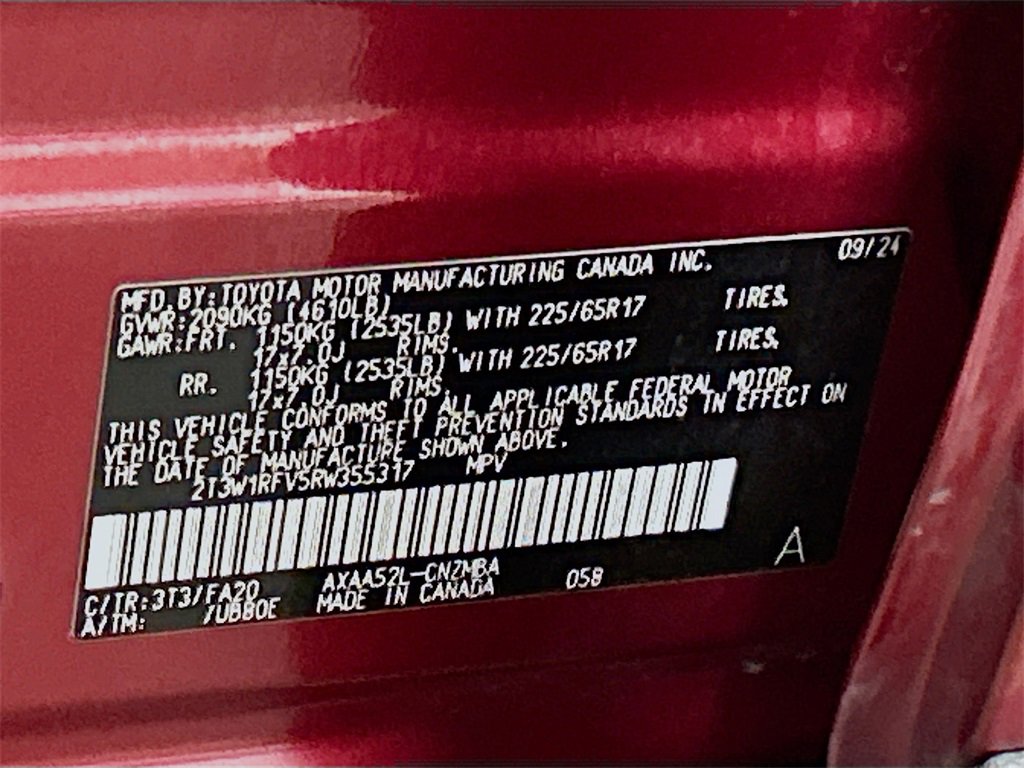 09/24
MFD. BY: TOYOTA MOTOR MANUFACTURING CANADA INC.
GVWR: 2090KG (4610LB)
GAWR: FRT. 1150KG (2535LB) WITH 225/65R17 TIRES.
17x7.0J RIMS.
RR. 1150KG (2535LB) WITH 225/65R17 TIRES.
17x7.0J RIMS.
THIS VEHICLE CONFORMS TO ALL APPLICABLE FEDERAL MOTOR
VEHICLE SAFETY AND THEFT PREVENTION STANDARDS IN EFFECT ON
THE DATE OF MANUFACTURE SHOWN ABOVE.
2T3W1RFV5RW355317 MPV
A
C/TR: 3T3/FA20 AXAA52L-CNZMBA 058
A/TM: /UB80E MADE IN CANADA